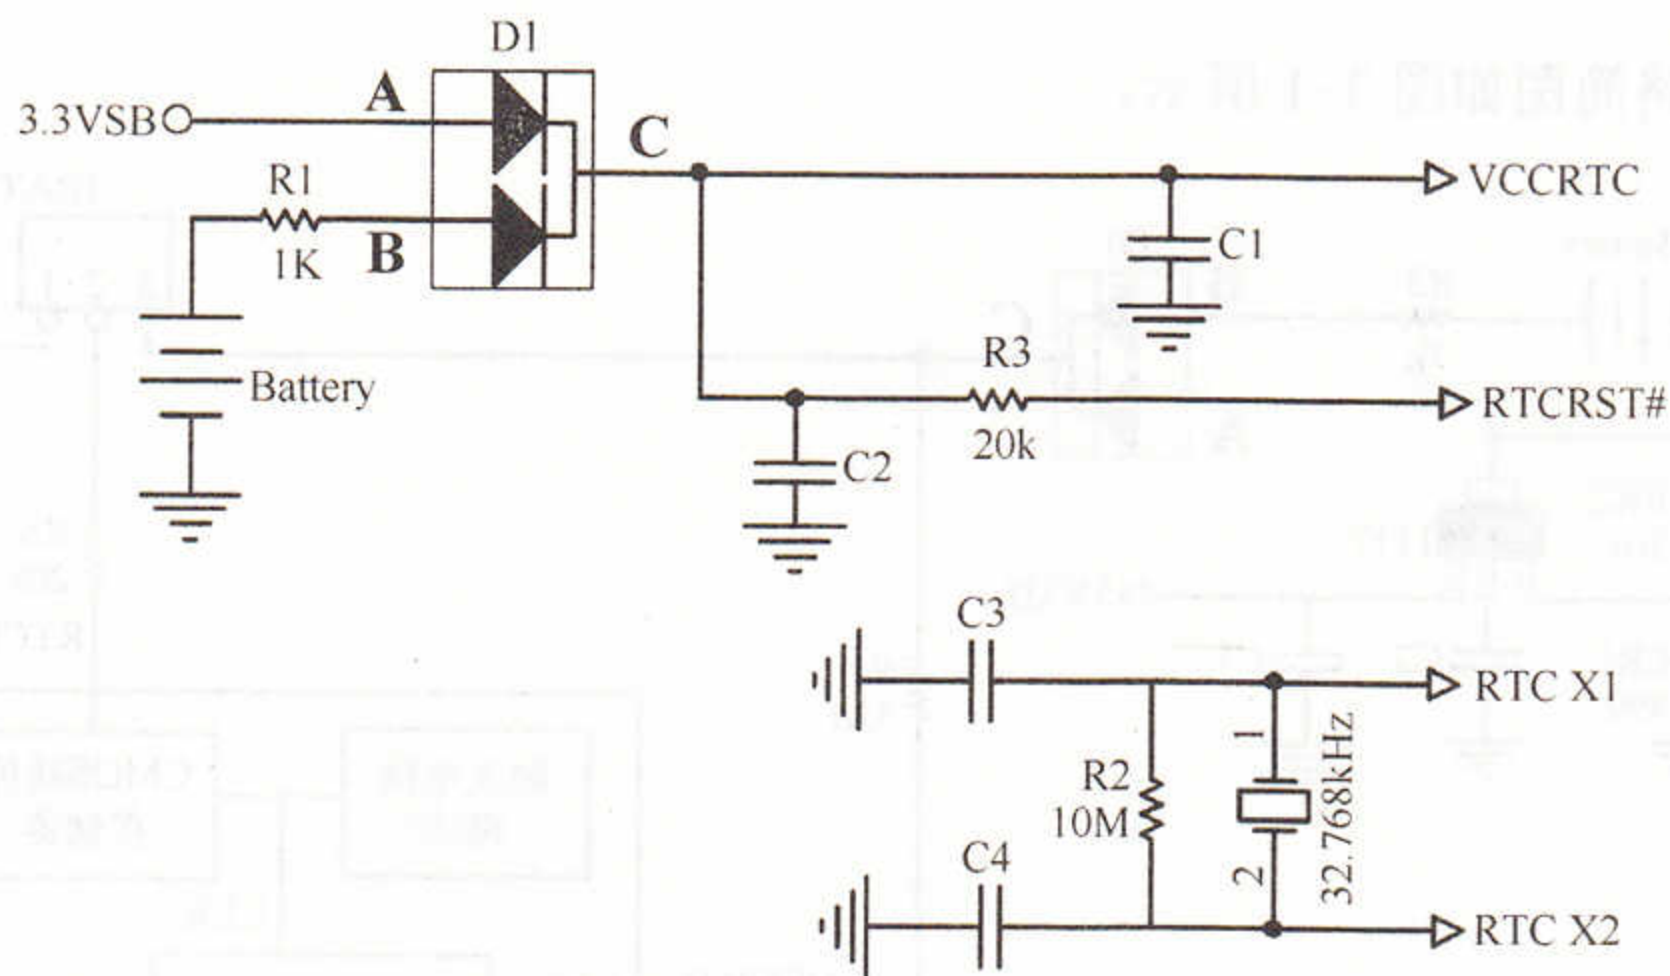 D1
A
3.3VSB
C
R1
1K
B
VCCRTC
C1
Battery
R3
20k
RTCRST#
C2
C3
RTC X1
R2
10M
1
2
32.768kHz
C4
RTC X2